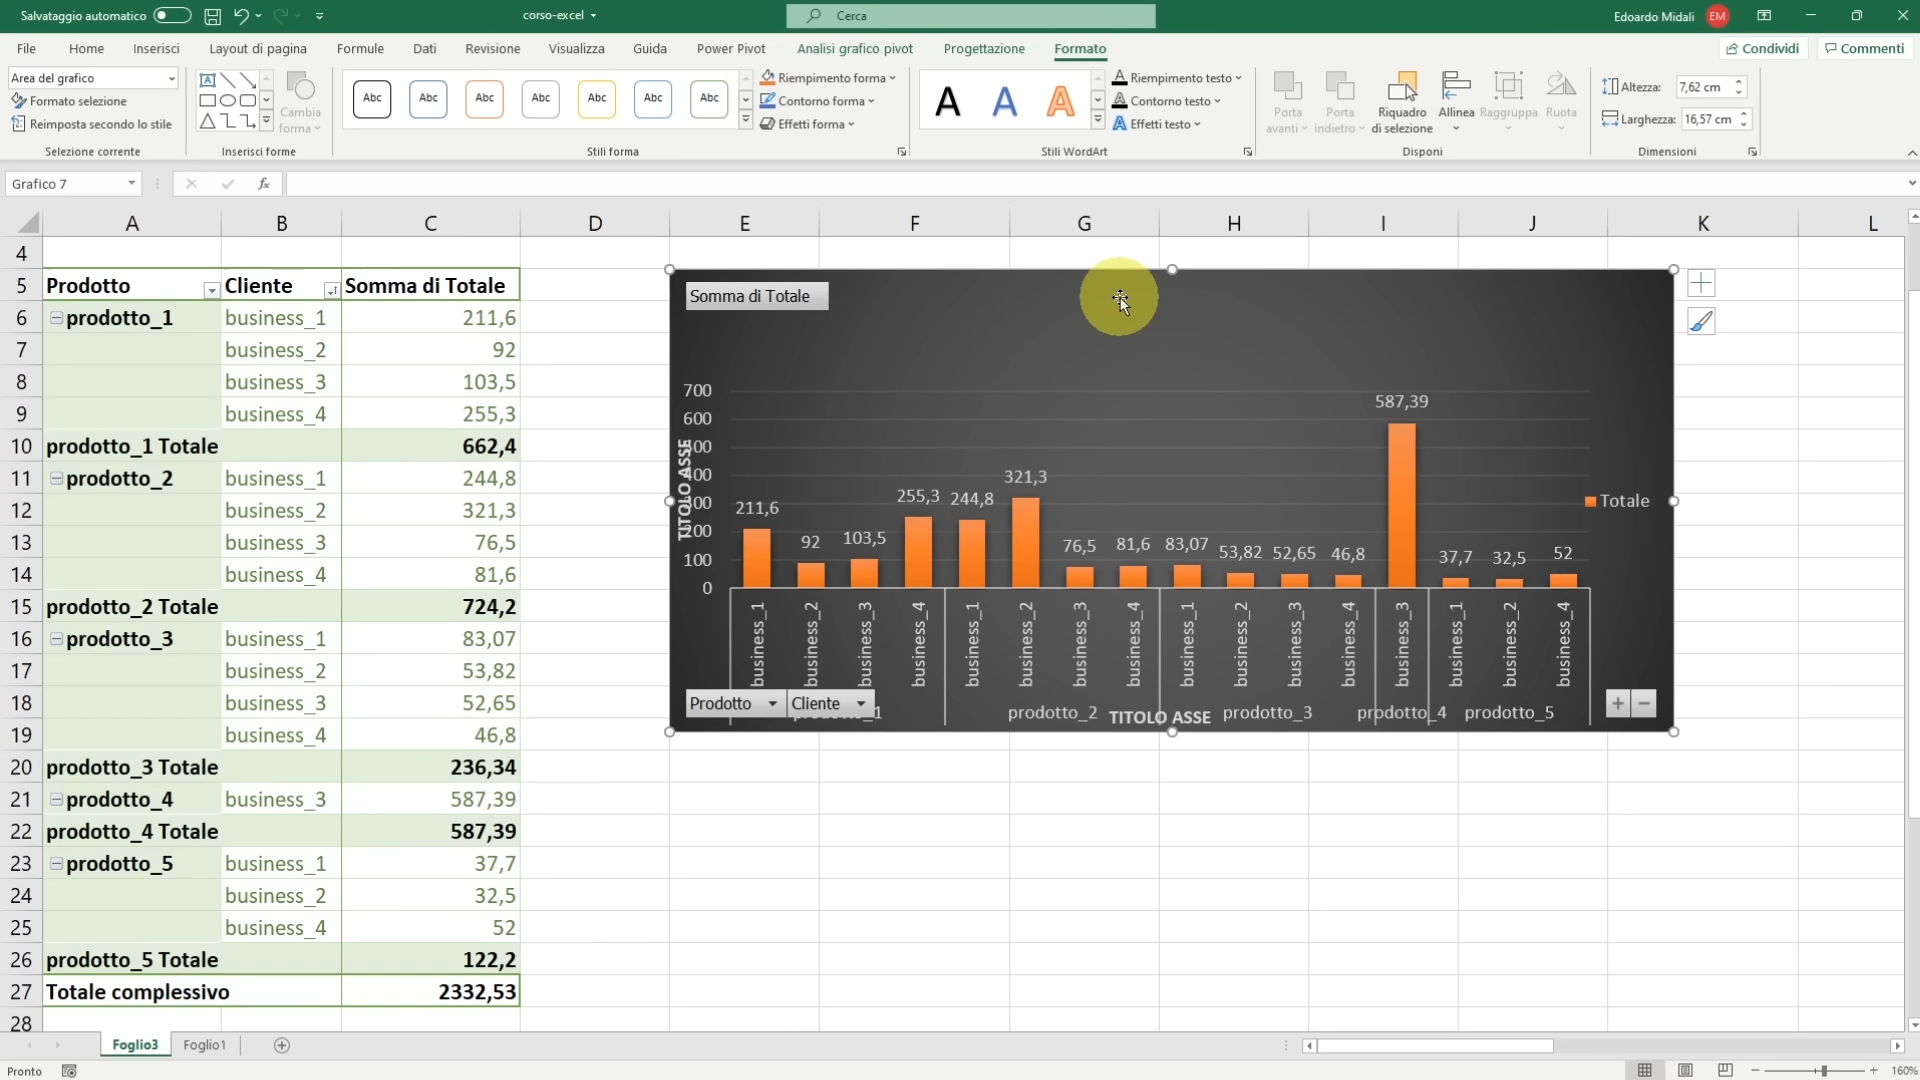 Salvataggio automatico
corso-excel
Cerca
Edoardo Midali
EM
File Home Inserisci Layout di pagina Formule Dati Revisione Visualizza Guida Power Pivot Analisi grafico pivot Progettazione Formato
Condividi
Commenti
Area del grafico
Formato selezione
Reimposta secondo lo stile
Selezione corrente
Cambia
forma
Inserisci forme
Abc Abc Abc Abc Abc Abc Abc
Stili forma
Riempimento forma
Contorno forma
Effetti forma
A A A
Stili WordArt
Riempimento testo
Contorno testo
Effetti testo
Porta
avanti
Porta
indietro
Riquadro
di selezione
Allinea
Raggruppa
Ruota
Disponi
Altezza: 7,62 cm
Larghezza: 16,57 cm
Dimensioni
Grafico 7
fx
A B C D E F G H I J K L
4
5 Prodotto Cliente Somma di Totale
6 prodotto_1 business_1 211,6
7 business_2 92
8 business_3 103,5
9 business_4 255,3
10 prodotto_1 Totale 662,4
11 prodotto_2 business_1 244,8
12 business_2 321,3
13 business_3 76,5
14 business_4 81,6
15 prodotto_2 Totale 724,2
16 prodotto_3 business_1 83,07
17 business_2 53,82
18 business_3 52,65
19 business_4 46,8
20 prodotto_3 Totale 236,34
21 prodotto_4 business_3 587,39
22 prodotto_4 Totale 587,39
23 prodotto_5 business_1 37,7
24 business_2 32,5
25 business_4 52
26 prodotto_5 Totale 122,2
27 Totale complessivo 2332,53
28
Somma di Totale
700
600
500
400
300
200
100
0
TITOLO ASSE
211,6 92 103,5 255,3 244,8 321,3 76,5 81,6 83,07 53,82 52,65 46,8 587,39 37,7 32,5 52
Totale
business_1 business_2 business_3 business_4 business_1 business_2 business_3 business_4 business_1 business_2 business_3 business_4 business_3 business_1 business_2 business_4
Prodotto Cliente
prodotto_2 prodotto_3 prodotto_4 prodotto_5
TITOLO ASSE
Foglio3 Foglio1
Pronto
160%